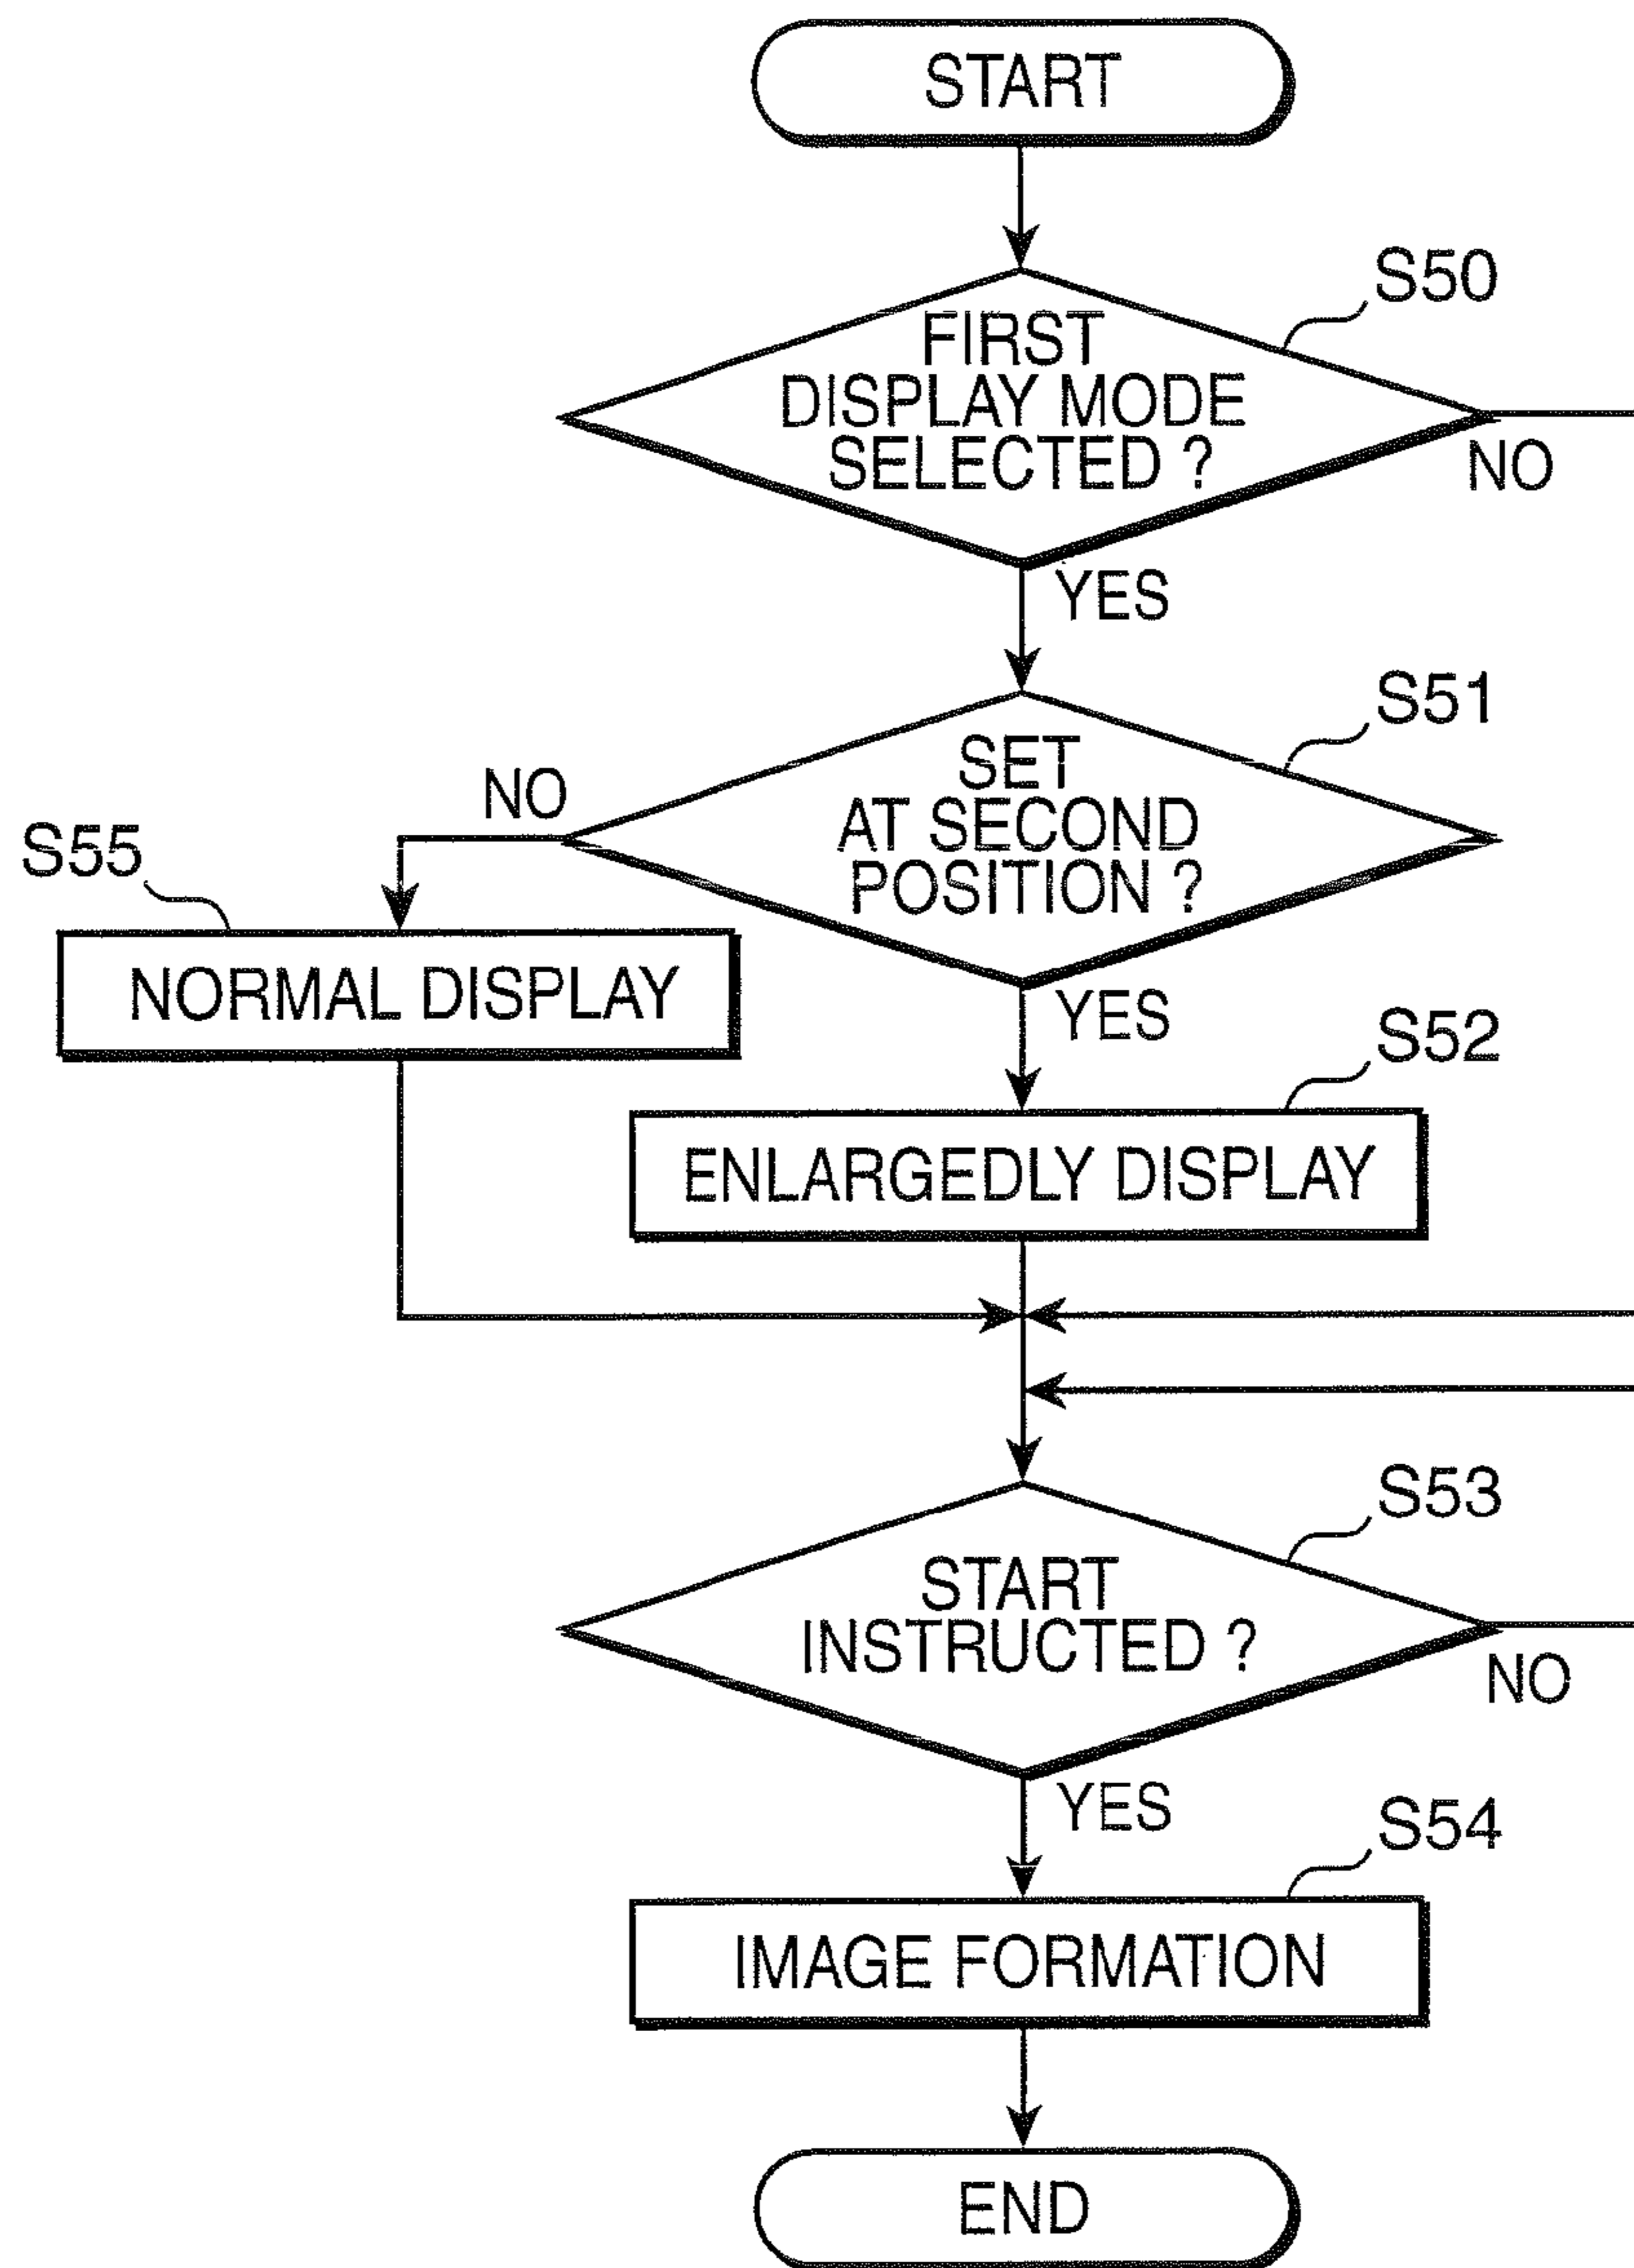 START
S50
FIRST
DISPLAY MODE
SELECTED ?
NO
YES
S51
SET
AT SECOND
POSITION ?
NO
S55
NORMAL DISPLAY
YES
S52
ENLARGEDLY DISPLAY
S53
START
INSTRUCTED ?
NO
YES
S54
IMAGE FORMATION
END